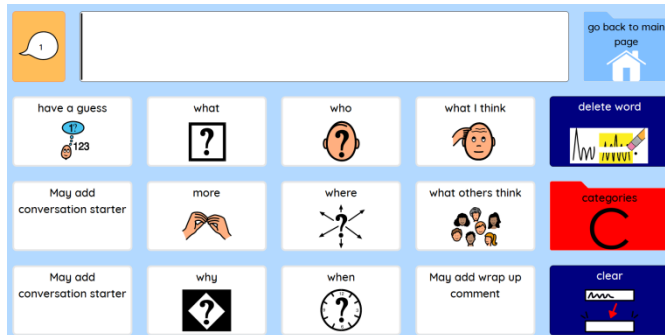 1
go back to main
page
have a guess
1?
123
what
?
who
?
what I think
delete word
May add
conversation starter
more
where
?
what others think
categories
C
May add
conversation starter
why
?
when
?
May add wrap up
comment
clear